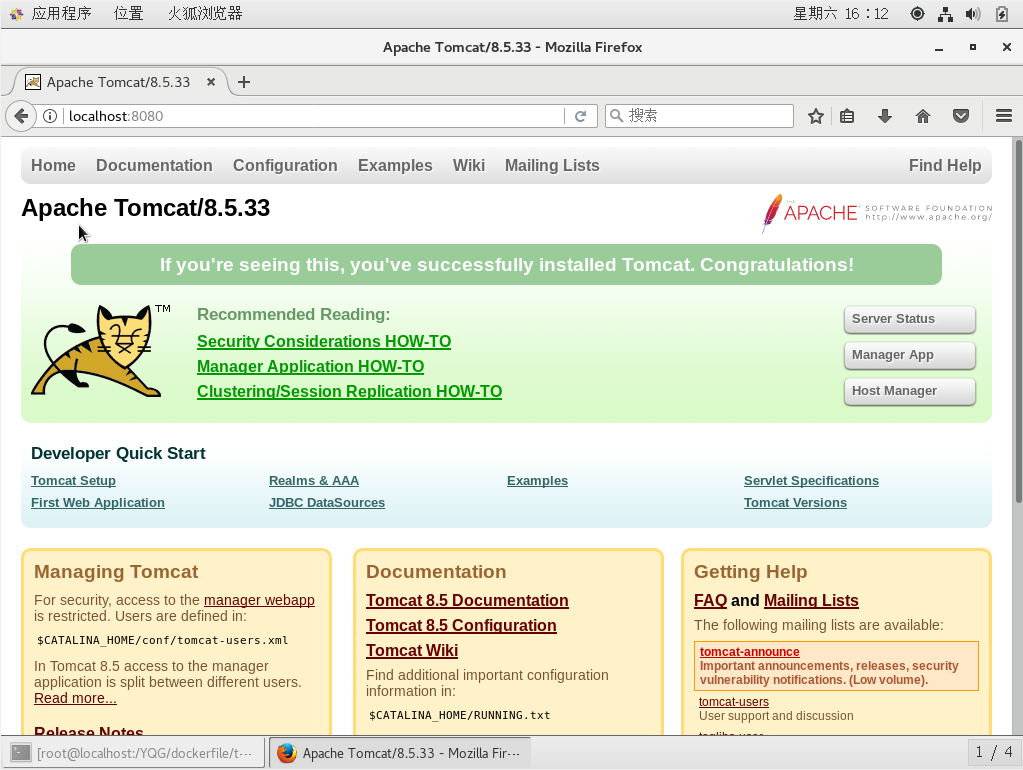 应用程序 位置 火狐浏览器 星期六 16:12
Apache Tomcat/8.5.33 - Mozilla Firefox
Apache Tomcat/8.5.33
localhost:8080 搜索
Home Documentation Configuration Examples Wiki Mailing Lists Find Help
Apache Tomcat/8.5.33
THE APACHE SOFTWARE FOUNDATION
http://www.apache.org/
If you're seeing this, you've successfully installed Tomcat. Congratulations!
TM
Recommended Reading:
Security Considerations HOW-TO
Manager Application HOW-TO
Clustering/Session Replication HOW-TO
Server Status
Manager App
Host Manager
Developer Quick Start
Tomcat Setup Realms & AAA Examples Servlet Specifications
First Web Application JDBC DataSources Tomcat Versions
Managing Tomcat
For security, access to the manager webapp
is restricted. Users are defined in:
$CATALINA_HOME/conf/tomcat-users.xml
In Tomcat 8.5 access to the manager
application is split between different users.
Read more...
Release Notes
Documentation
Tomcat 8.5 Documentation
Tomcat 8.5 Configuration
Tomcat Wiki
Find additional important configuration
information in:
$CATALINA_HOME/RUNNING.txt
Getting Help
FAQ and Mailing Lists
The following mailing lists are available:
tomcat-announce
Important announcements, releases, security
vulnerability notifications. (Low volume).
tomcat-users
User support and discussion
taglibs-user
[root@localhost:/YQG/dockerfile/t··· Apache Tomcat/8.5.33 - Mozilla Fir··· 1 / 4